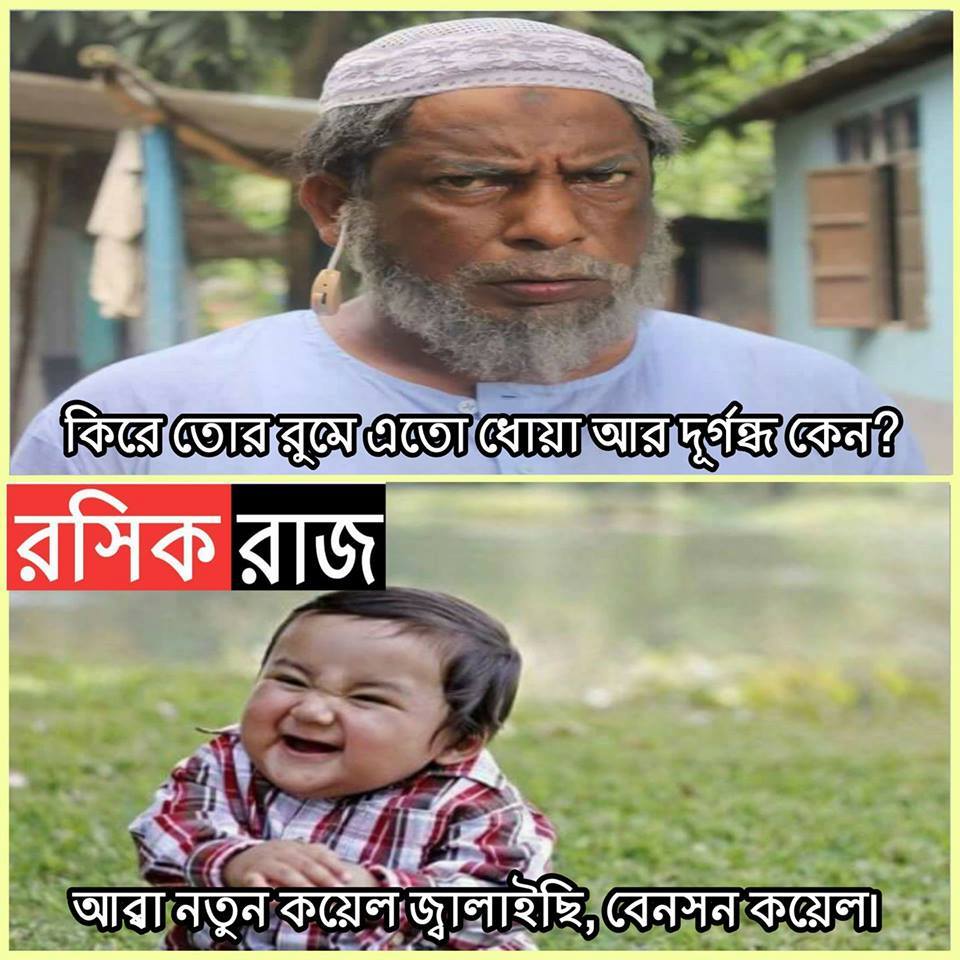 কিরে তোর রুমে এতো ধোয়া আর দূর্গন্ধ কেন?
রসিক রাজ
আব্বা নতুন কয়েল জ্বালাইছি, বেনসন কয়েল।